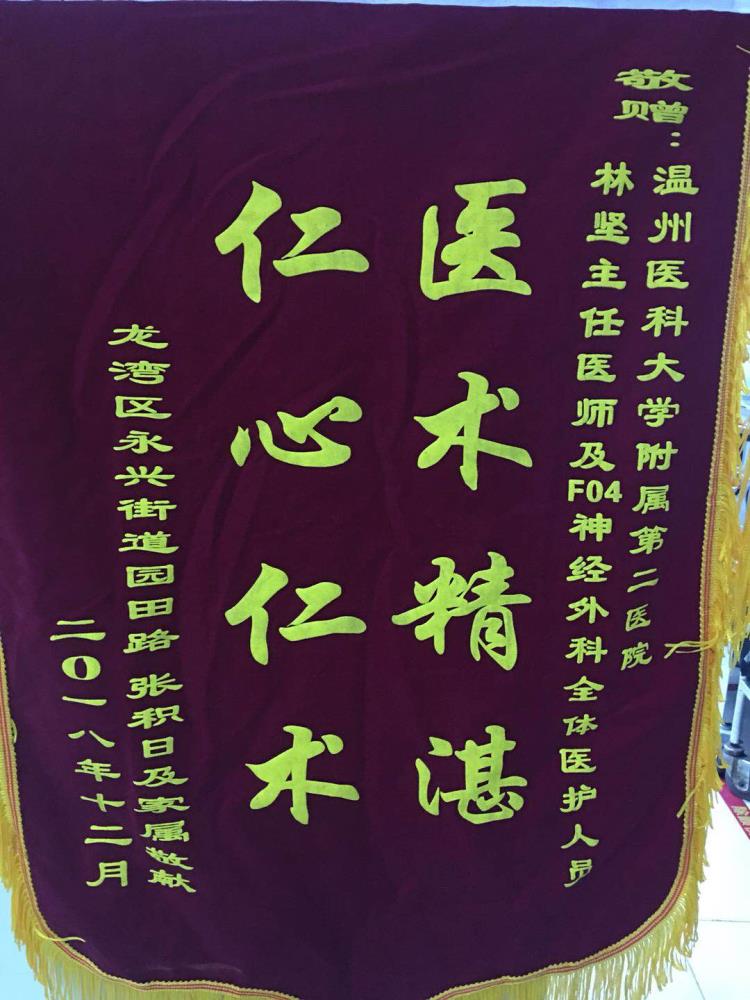 敬赠：温州医科大学附属第二医院
林坚主任医师及F04神经外科全体医护人员
医术精湛
仁心仁术
龙湾区永兴街道园田路 张积日及家属敬献
二0一八年十二月